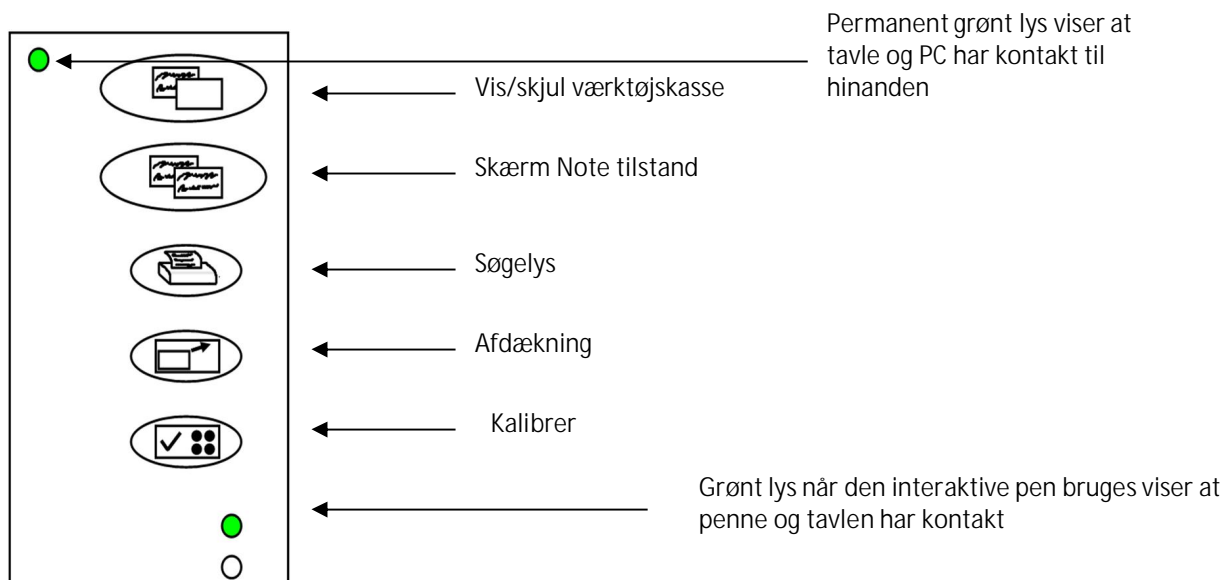 Permanent grønt lys viser at
tavle og PC har kontakt til
hinanden
Vis/skjul værktøjskasse
Skærm Note tilstand
Søgelys
Afdækning
Kalibrer
Grønt lys når den interaktive pen bruges viser at
penne og tavlen har kontakt